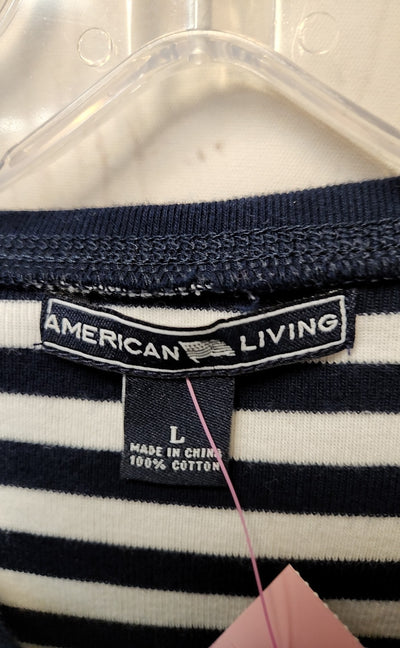 AMERICAN LIVING
L
MADE IN CHINA
100% COTTON